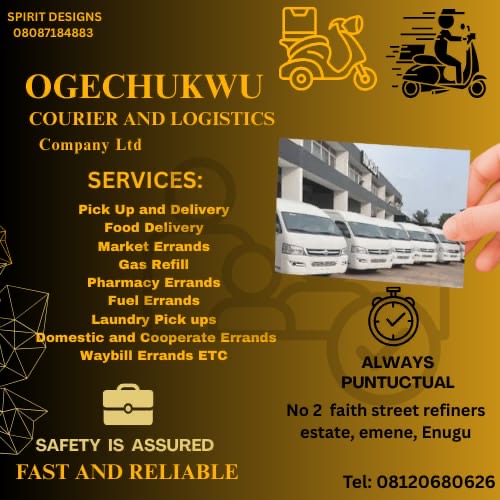 SPIRIT DESIGNS
08087184883
OGECHUKWU
COURIER AND LOGISTICS
Company Ltd
SERVICES:
Pick Up and Delivery
Food Delivery
Market Errands
Gas Refill
Pharmacy Errands
Fuel Errands
Laundry Pick ups
Domestic and Cooperate Errands
Waybill Errands ETC
SAFETY IS ASSURED
FAST AND RELIABLE
ALWAYS
PUNTUCTUAL
No 2 faith street refiners
estate, emene, Enugu
Tel: 08120680626